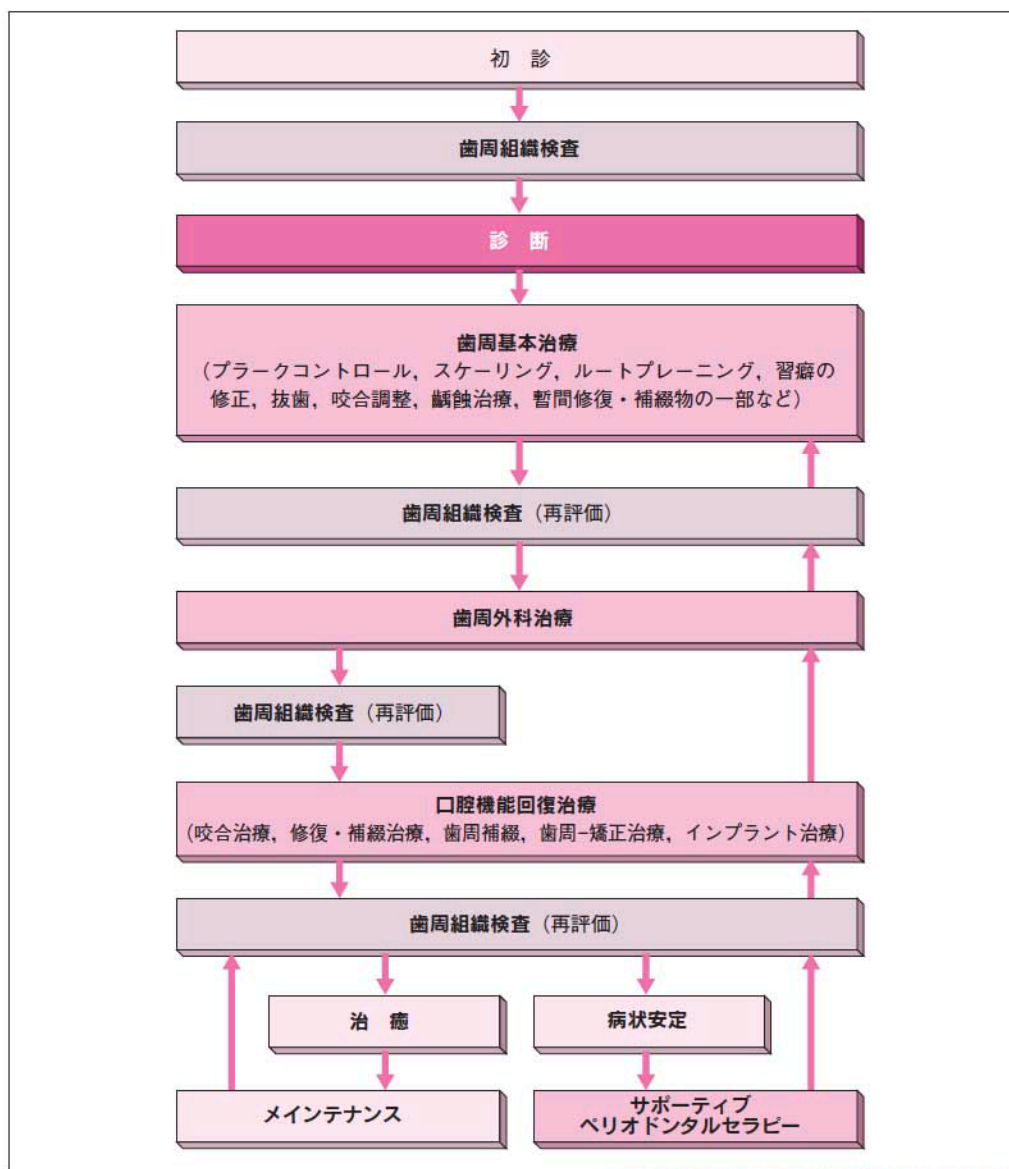 初 診
歯周組織検査
診 断
歯周基本治療
（プラークコントロール，スケーリング，ルートプレーニング，習癖の
修正，抜歯，咬合調整，齲蝕治療，暫間修復・補綴物の一部など）
歯周組織検査（再評価）
歯周外科治療
歯周組織検査（再評価）
口腔機能回復治療
（咬合治療，修復・補綴治療，歯周補綴，歯周−矯正治療，インプラント治療）
歯周組織検査（再評価）
治 癒
病状安定
メインテナンス
サポーティブ
ペリオドンタルセラピー